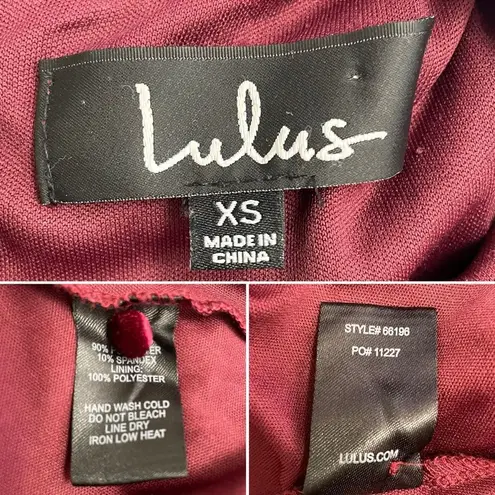 Lulus
XS
MADE IN
CHINA
90%
10% SPANDEX
LINING:
100% POLYESTER
HAND WASH COLD
DO NOT BLEACH
LINE DRY
IRON LOW HEAT
STYLE# 66196
PO# 11227
LULUS.COM